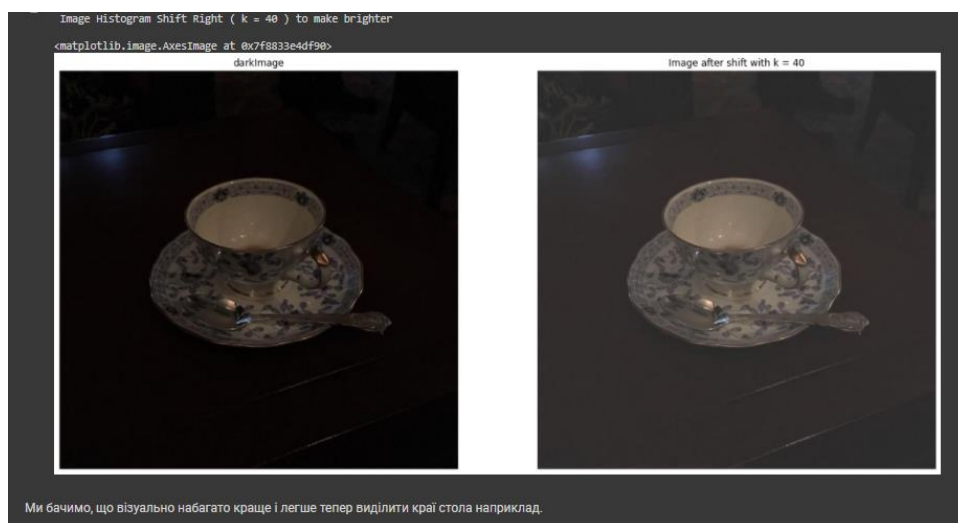 Image Histogram Shift Right ( k = 40 ) to make brighter
<matplotlib.image.AxesImage at 0x7f8833e4df90>
darkImage
Image after shift with k = 40
Ми бачимо, що візуально набагато краще і легше тепер виділити краї стола наприклад.